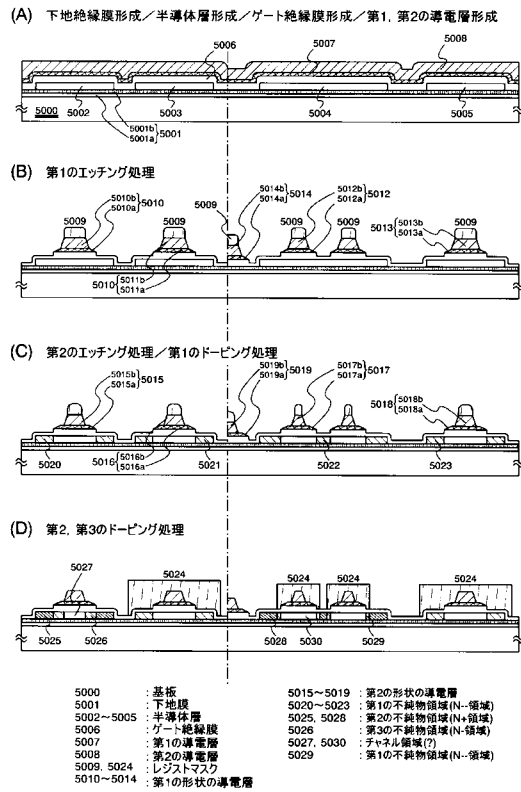 (A) 下地絶縁膜形成／半導体層形成／ゲート絶縁膜形成／第1, 第2の導電層形成
5006 5007 5008
5000 5002 5003 5004 5005
5001b
5001a }5001
(B) 第1のエッチング処理
5009 5010b
5010a }5010 5009 5009 5014b
5014a }5014 5009 5012b
5012a }5012 5009 5013 { 5013b
5013a 5009
5010 { 5011b
5011a
(C) 第2のエッチング処理／第1のドーピング処理
5015b
5015a }5015 5019b
5019a }5019 5017b
5017a }5017 5018 { 5018b
5018a
5020 5016 { 5016b
5016a 5021 5022 5023
(D) 第2, 第3のドーピング処理
5027 5024 5024 5024 5024
5025 5026 5028 5030 5029
5000 : 基板
5001 : 下地膜
5002～5005 : 半導体層
5006 : ゲート絶縁膜
5007 : 第1の導電層
5008 : 第2の導電層
5009, 5024 : レジストマスク
5010～5014 : 第1の形状の導電層
5015～5019 : 第2の形状の導電層
5020～5023 : 第1の不純物領域(N--領域)
5025, 5028 : 第2の不純物領域(N+領域)
5026 : 第3の不純物領域(N-領域)
5027, 5030 : チャネル領域(?)
5029 : 第1の不純物領域(N--領域)